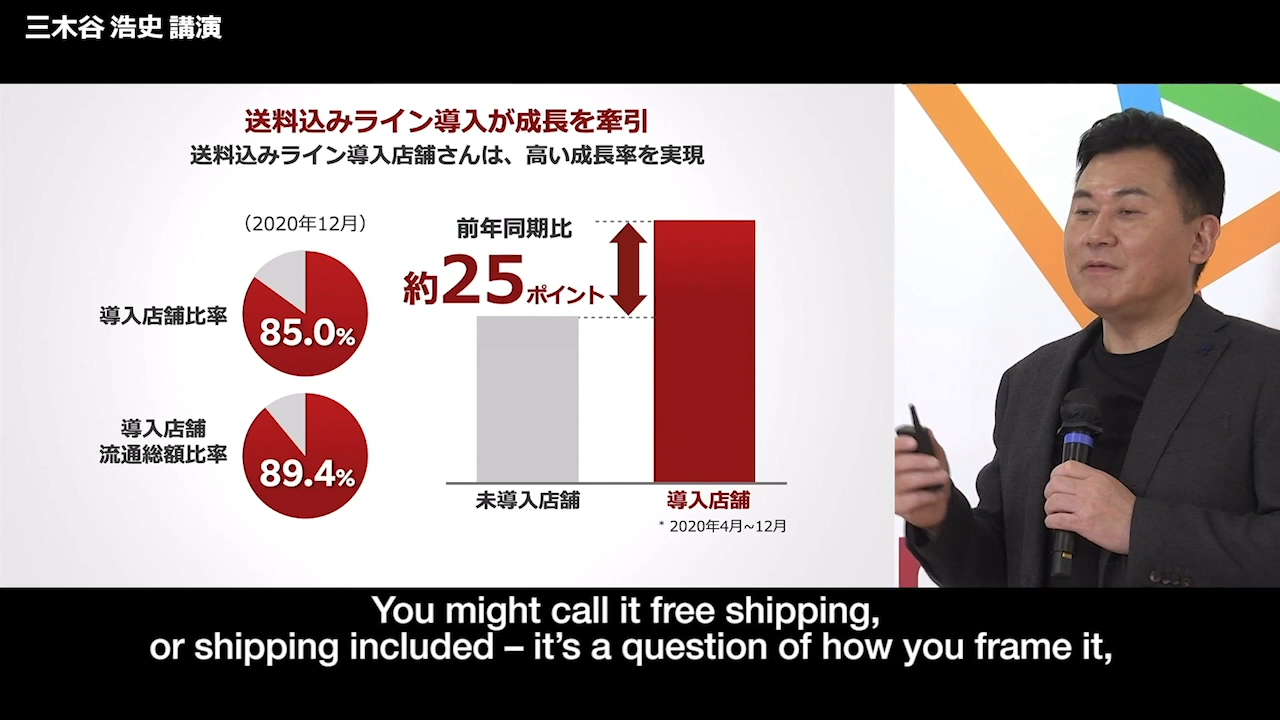 三木谷 浩史 講演
送料込みライン導入が成長を牽引
送料込みライン導入店舗さんは、高い成長率を実現
（2020年12月）
導入店舗比率
85.0%
導入店舗
流通総額比率
89.4%
前年同期比
約25ポイント
未導入店舗
導入店舗
* 2020年4月~12月
You might call it free shipping,
or shipping included – it's a question of how you frame it,